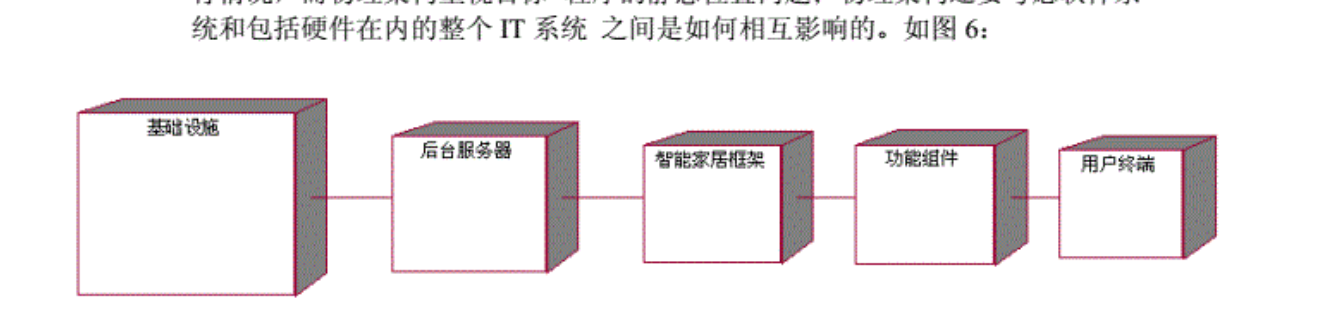 统和包括硬件在内的整个 IT 系统 之间是如何相互影响的。如图 6：
基础设施
后台服务器
智能家居框架
功能组件
用户终端